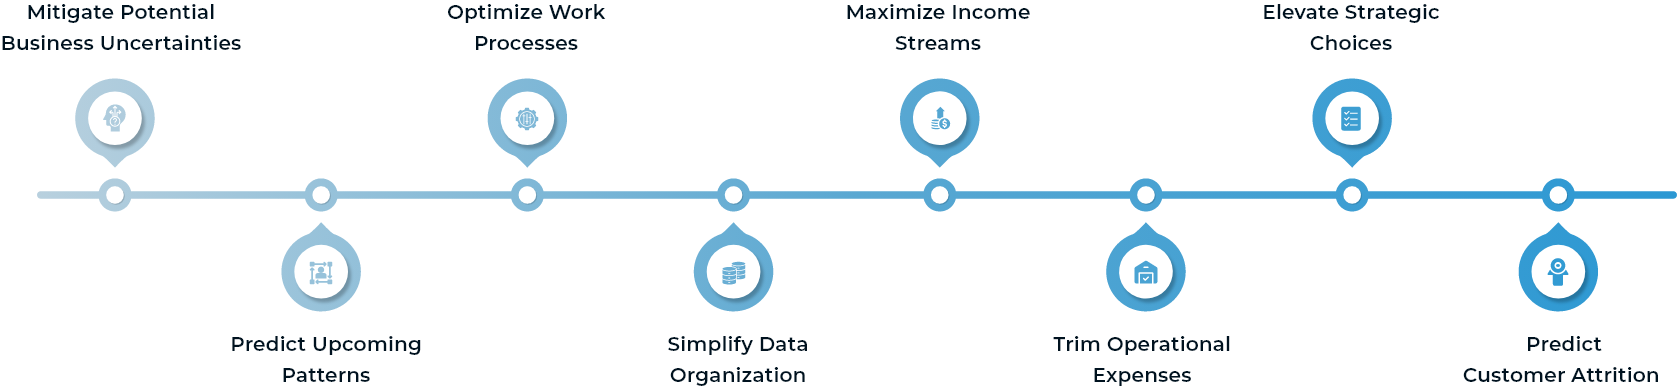 Mitigate Potential
Business Uncertainties
Optimize Work
Processes
Maximize Income
Streams
Elevate Strategic
Choices
Predict Upcoming
Patterns
Simplify Data
Organization
Trim Operational
Expenses
Predict
Customer Attrition